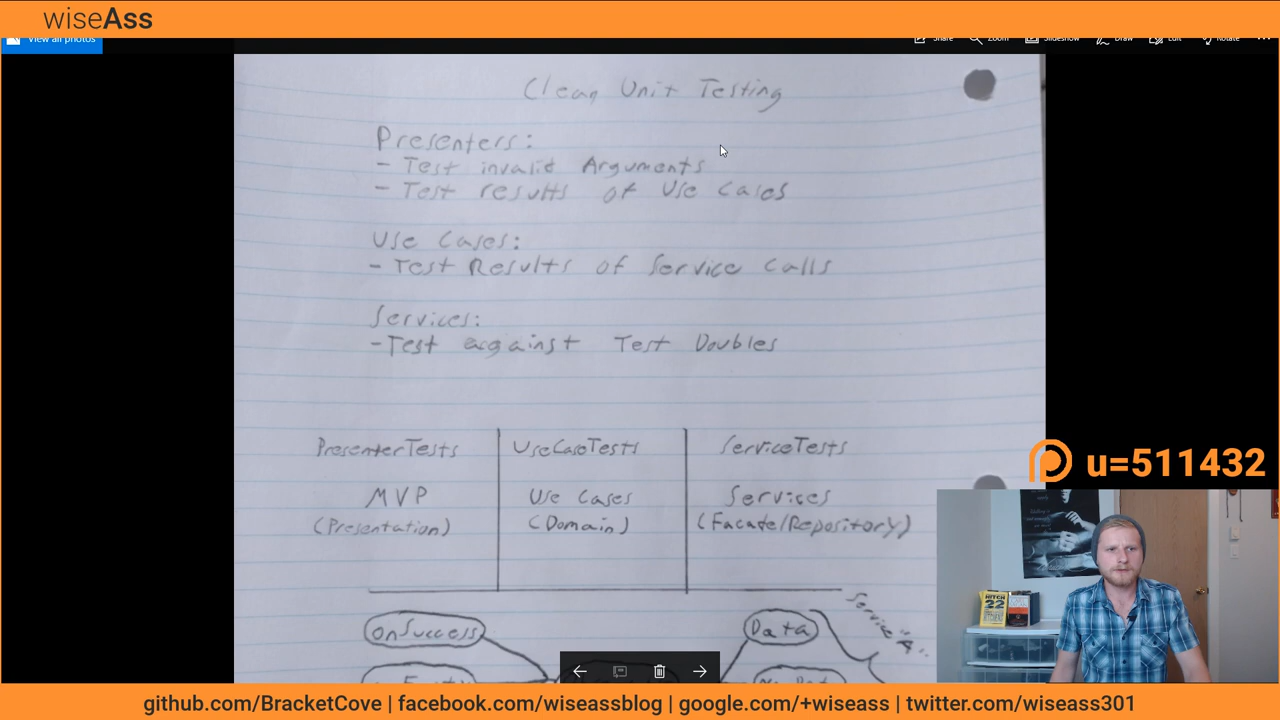 wiseAss
View all photos
Share Zoom Slideshow Draw Edit Rotate
Clean Unit Testing
Presenters:
- Test invalid Arguments
- Test results of Use Cases
Use Cases:
- Test Results of Service Calls
Services:
- Test against Test Doubles
PresenterTests UseCaseTests ServiceTests
MVP Use Cases Services
(Presentation) (Domain) (Facade/Repository)
Service "A"
onSuccess Data
u=511432
HITCH
22
github.com/BracketCove | facebook.com/wiseassblog | google.com/+wiseass | twitter.com/wiseass301